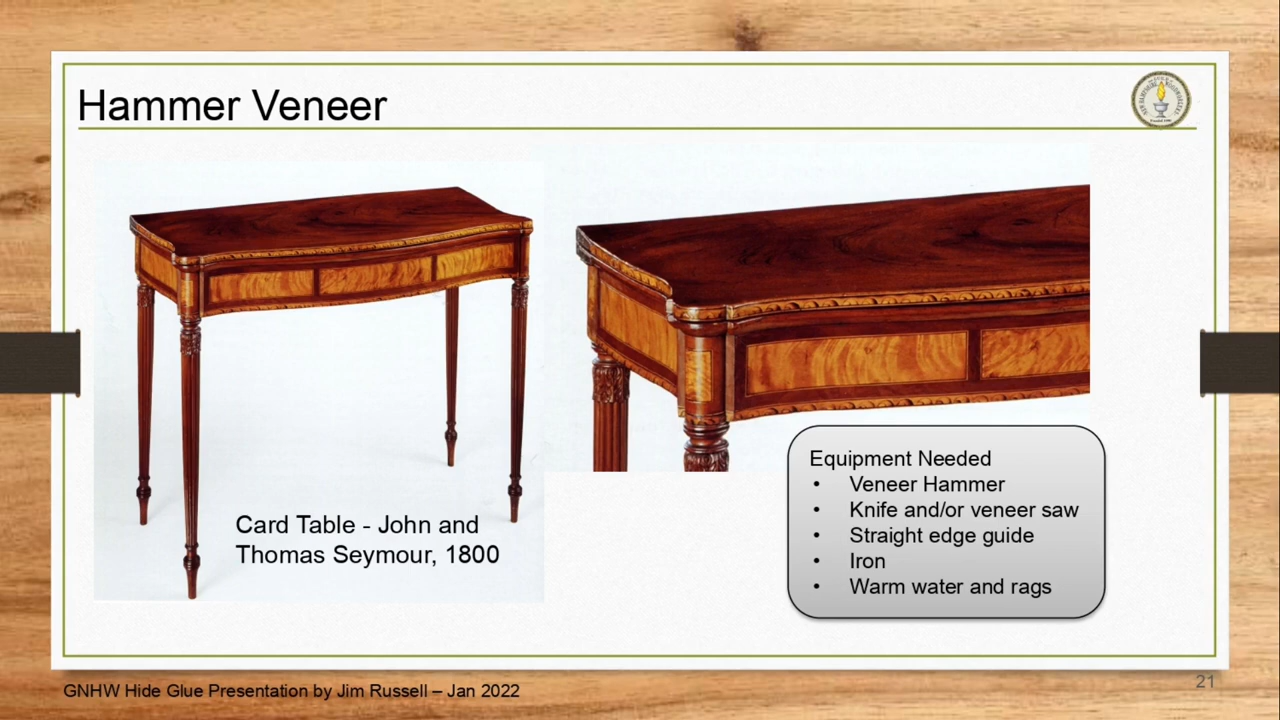 Hammer Veneer
Card Table - John and
Thomas Seymour, 1800
Equipment Needed
• Veneer Hammer
• Knife and/or veneer saw
• Straight edge guide
• Iron
• Warm water and rags
GNHW Hide Glue Presentation by Jim Russell – Jan 2022
21